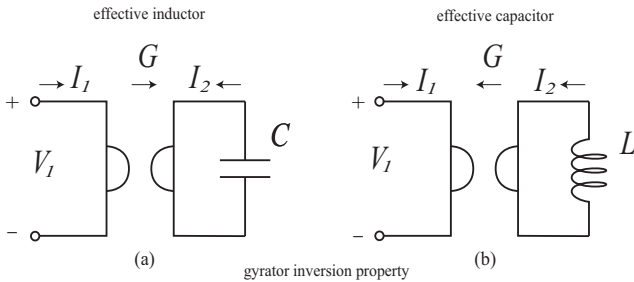 effective inductor
effective capacitor
G
I1
I2
+
V1
C
−
(a)
G
I1
I2
+
V1
L
−
(b)
gyrator inversion property